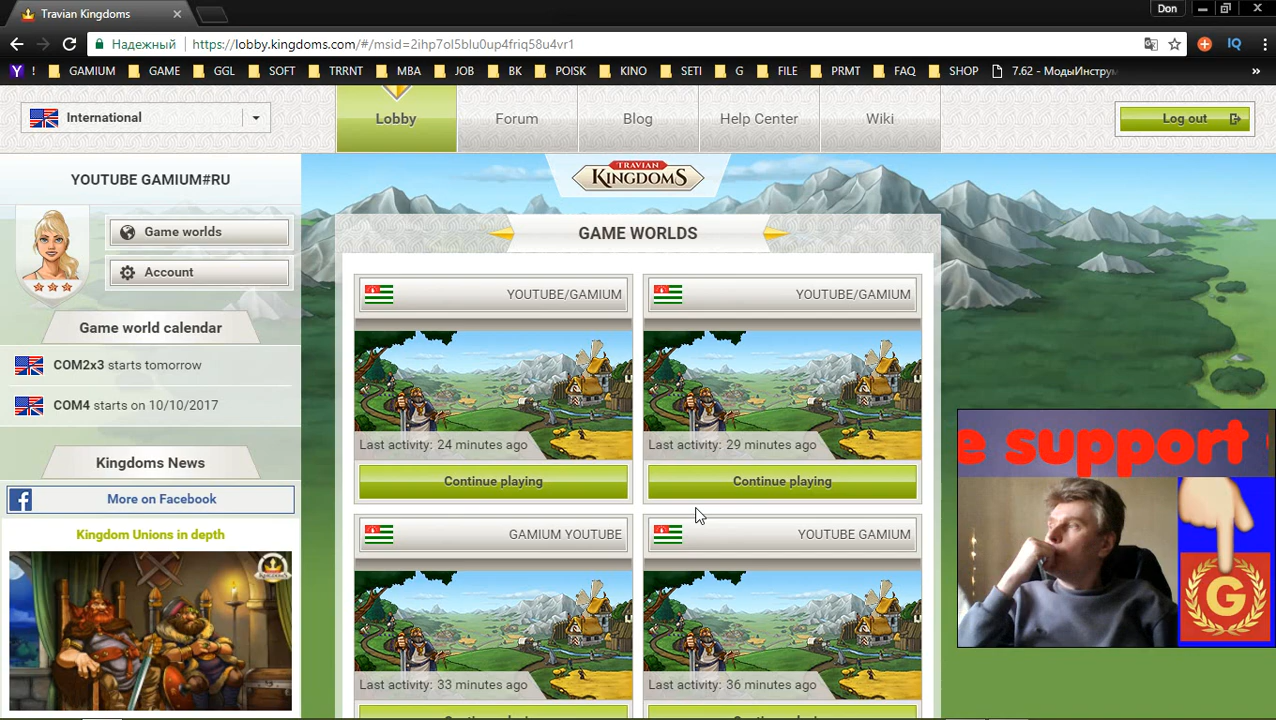 Travian Kingdoms
Don
Надежный
https://lobby.kingdoms.com/#/msid=2ihp7ol5blu0up4friq58u4vr1
IQ
Y !
GAMIUM
GAME
GGL
SOFT
TRRNT
MBA
JOB
BK
POISK
KINO
SETI
G
FILE
PRMT
FAQ
SHOP
7.62 - МодыИнструм
International
Lobby
Forum
Blog
Help Center
Wiki
Log out
YOUTUBE GAMIUM#RU
TRAVIAN
KINGDOMS
Game worlds
Account
GAME WORLDS
YOUTUBE/GAMIUM
YOUTUBE/GAMIUM
Game world calendar
COM2x3 starts tomorrow
COM4 starts on 10/10/2017
Last activity: 24 minutes ago
Last activity: 29 minutes ago
Continue playing
Continue playing
Kingdoms News
More on Facebook
Kingdom Unions in depth
GAMIUM YOUTUBE
YOUTUBE GAMIUM
Last activity: 33 minutes ago
Last activity: 36 minutes ago
e support
G